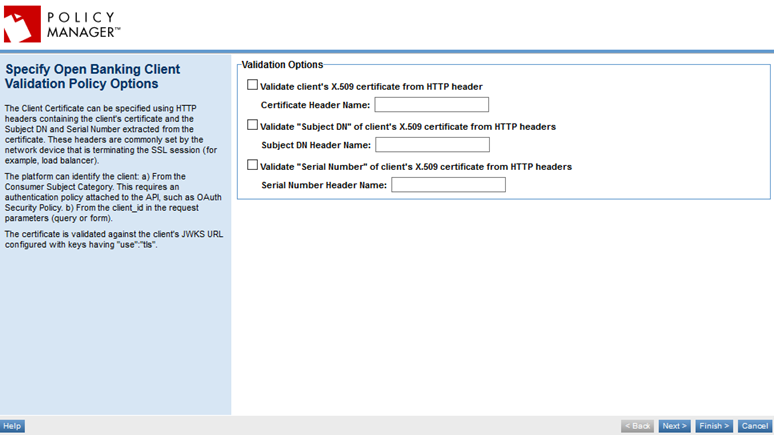 POLICY
MANAGER™
Specify Open Banking Client
Validation Policy Options
The Client Certificate can be specified using HTTP
headers containing the client's certificate and the
Subject DN and Serial Number extracted from the
certificate. These headers are commonly set by the
network device that is terminating the SSL session (for
example, load balancer).
The platform can identify the client: a) From the
Consumer Subject Category. This requires an
authentication policy attached to the API, such as OAuth
Security Policy. b) From the client_id in the request
parameters (query or form).
The certificate is validated against the client's JWKS URL
configured with keys having "use":"tls".
Validation Options
Validate client's X.509 certificate from HTTP header
Certificate Header Name:
Validate "Subject DN" of client's X.509 certificate from HTTP headers
Subject DN Header Name:
Validate "Serial Number" of client's X.509 certificate from HTTP headers
Serial Number Header Name:
Help
< Back Next > Finish > Cancel